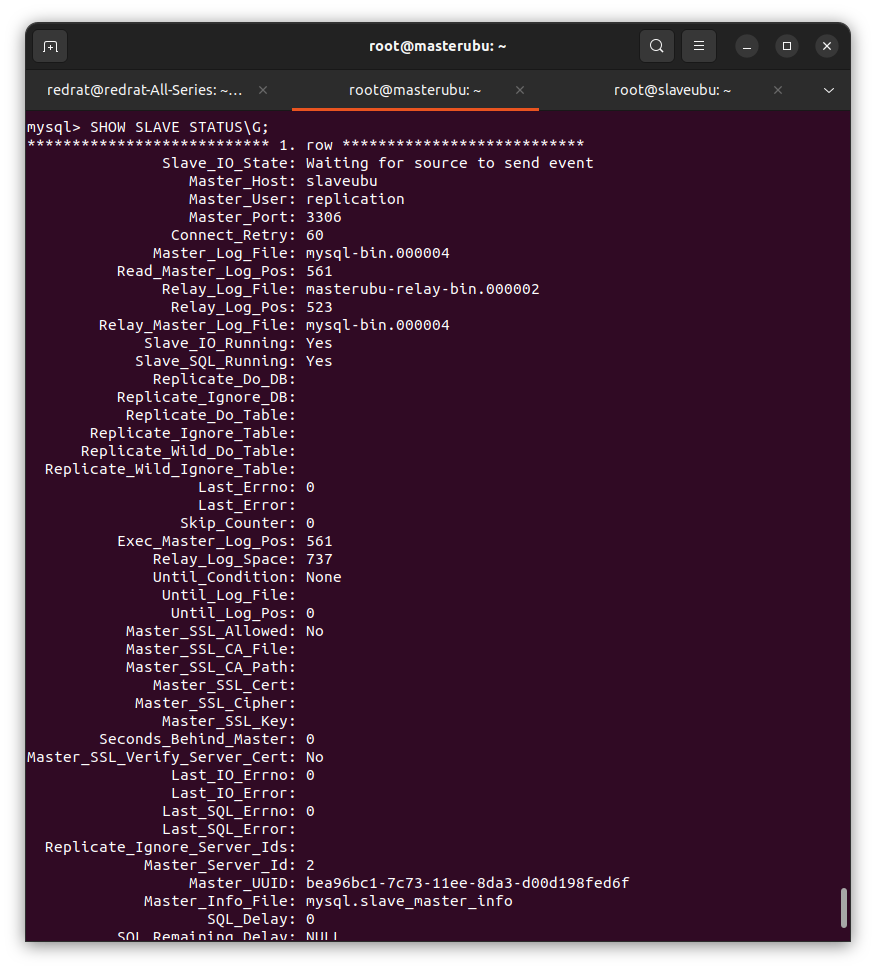 root@masterubu: ~
redrat@redrat-All-Series: ~... root@masterubu: ~ root@slaveubu: ~
mysql> SHOW SLAVE STATUS\G;
*************************** 1. row ***************************
Slave_IO_State: Waiting for source to send event
Master_Host: slaveubu
Master_User: replication
Master_Port: 3306
Connect_Retry: 60
Master_Log_File: mysql-bin.000004
Read_Master_Log_Pos: 561
Relay_Log_File: masterubu-relay-bin.000002
Relay_Log_Pos: 523
Relay_Master_Log_File: mysql-bin.000004
Slave_IO_Running: Yes
Slave_SQL_Running: Yes
Replicate_Do_DB:
Replicate_Ignore_DB:
Replicate_Do_Table:
Replicate_Ignore_Table:
Replicate_Wild_Do_Table:
Replicate_Wild_Ignore_Table:
Last_Errno: 0
Last_Error:
Skip_Counter: 0
Exec_Master_Log_Pos: 561
Relay_Log_Space: 737
Until_Condition: None
Until_Log_File:
Until_Log_Pos: 0
Master_SSL_Allowed: No
Master_SSL_CA_File:
Master_SSL_CA_Path:
Master_SSL_Cert:
Master_SSL_Cipher:
Master_SSL_Key:
Seconds_Behind_Master: 0
Master_SSL_Verify_Server_Cert: No
Last_IO_Errno: 0
Last_IO_Error:
Last_SQL_Errno: 0
Last_SQL_Error:
Replicate_Ignore_Server_Ids:
Master_Server_Id: 2
Master_UUID: bea96bc1-7c73-11ee-8da3-d00d198fed6f
Master_Info_File: mysql.slave_master_info
SQL_Delay: 0
SQL_Remaining_Delay: NULL